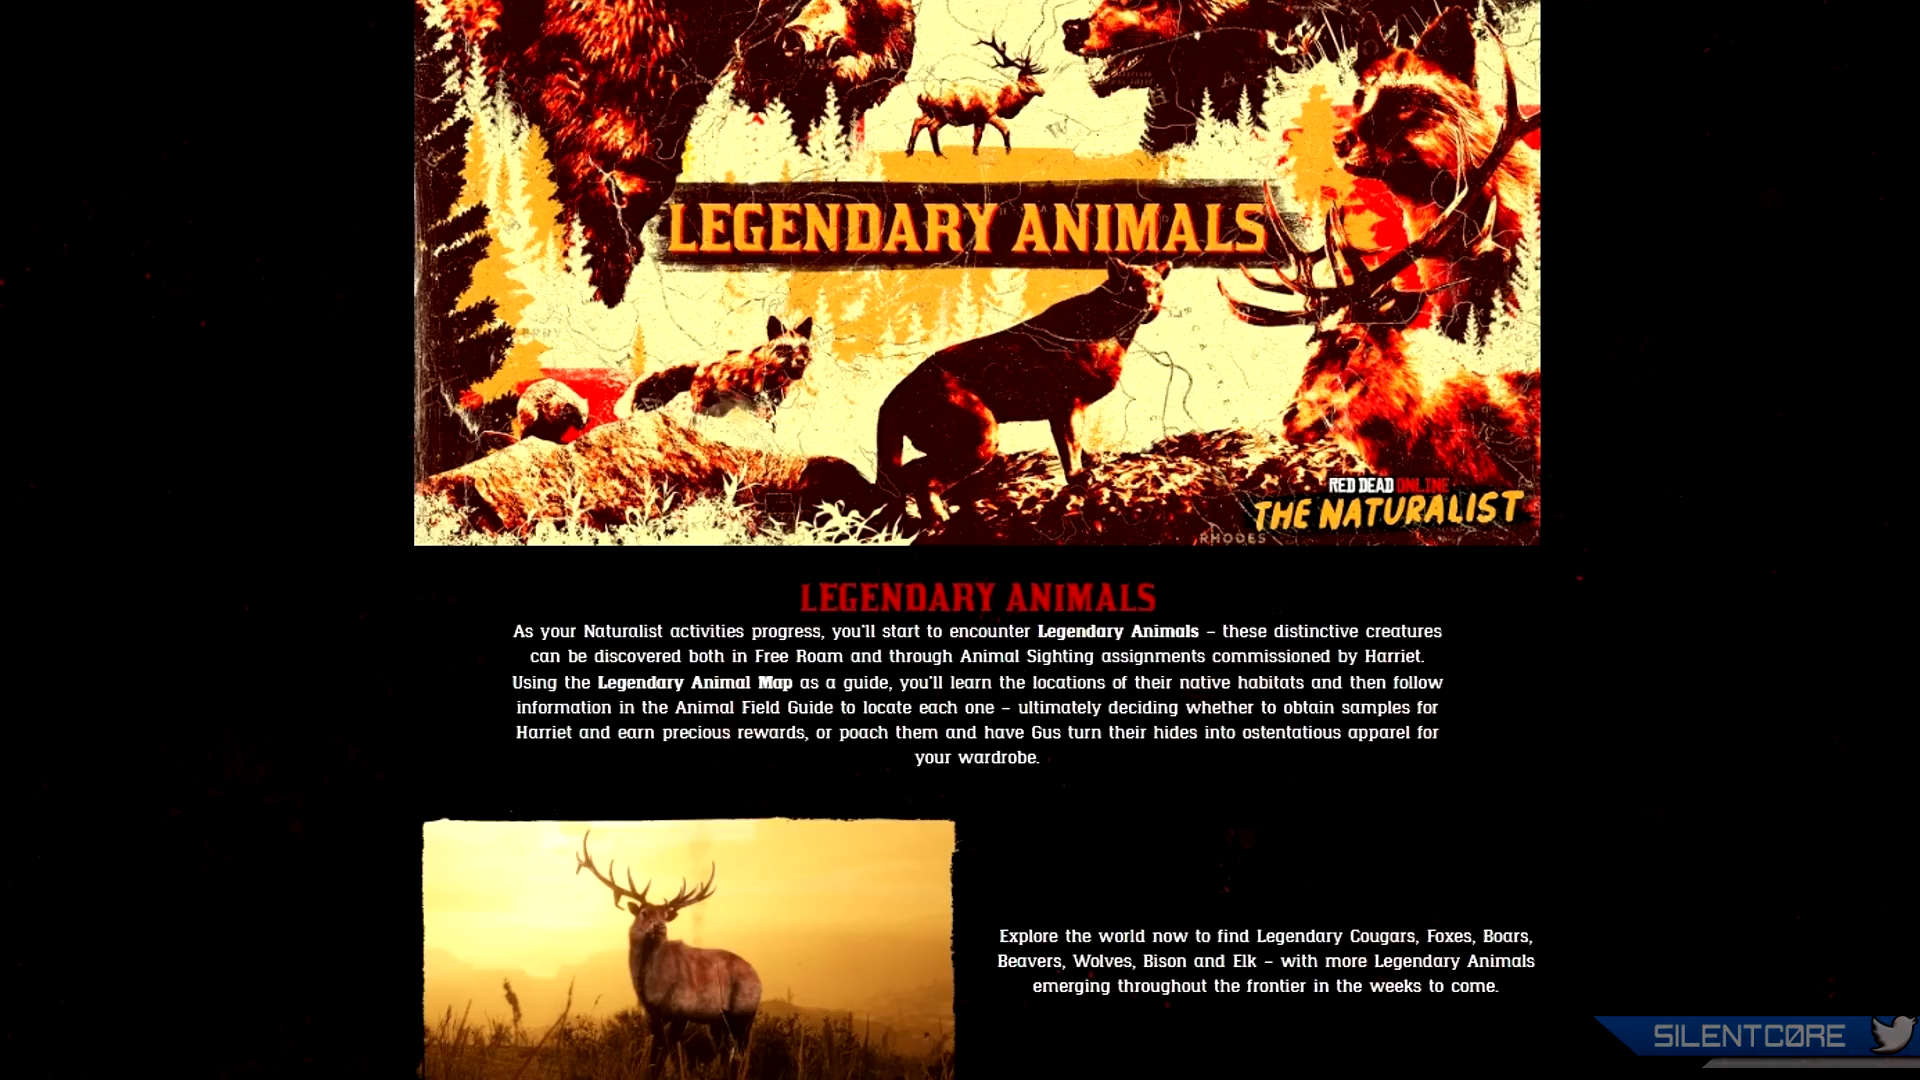 LEGENDARY ANIMALS
RED DEAD ONLINE
THE NATURALIST
RHODES
LEGENDARY ANIMALS
As your Naturalist activities progress, you'll start to encounter Legendary Animals – these distinctive creatures
can be discovered both in Free Roam and through Animal Sighting assignments commissioned by Harriet.
Using the Legendary Animal Map as a guide, you'll learn the locations of their native habitats and then follow
information in the Animal Field Guide to locate each one – ultimately deciding whether to obtain samples for
Harriet and earn precious rewards, or poach them and have Gus turn their hides into ostentatious apparel for
your wardrobe.
Explore the world now to find Legendary Cougars, Foxes, Boars,
Beavers, Wolves, Bison and Elk – with more Legendary Animals
emerging throughout the frontier in the weeks to come.
SILENTCØRE